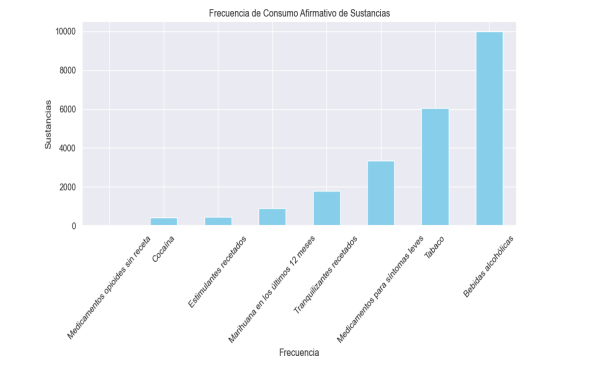 Frecuencia de Consumo Afirmativo de Sustancias
10000
8000
6000
4000
2000
0
Sustancias
Medicamentos opioides sin receta
Cocaína
Estimulantes recetados
Marihuana en los últimos 12 meses
Tranquilizantes recetados
Medicamentos para síntomas leves
Tabaco
Bebidas alcohólicas
Frecuencia